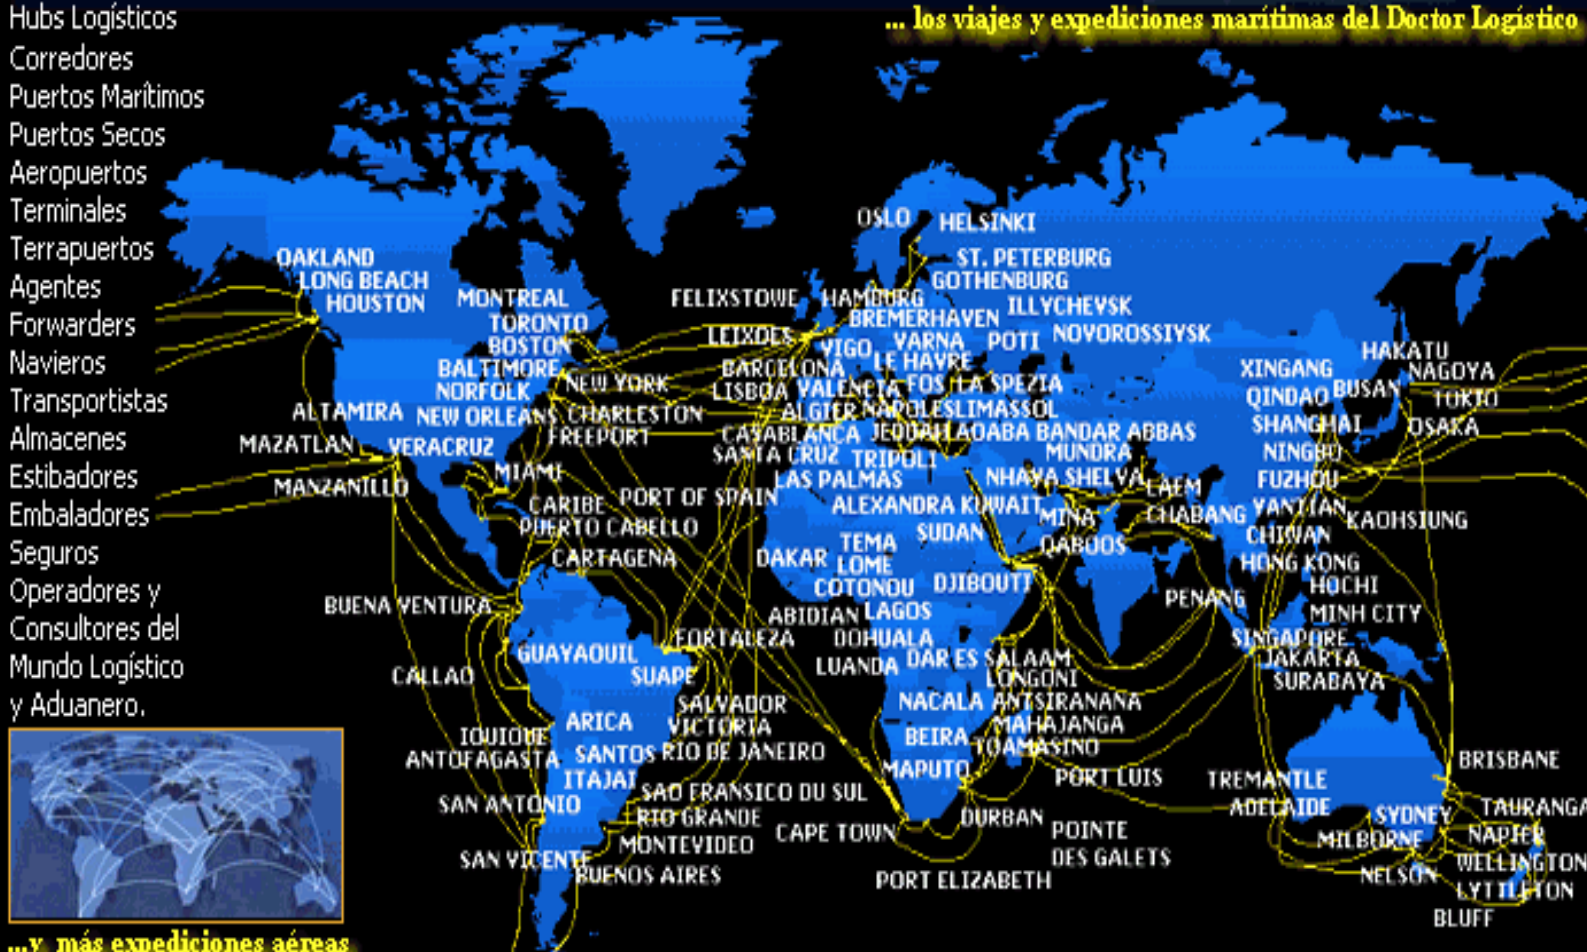 ... los viajes y expediciones marítimas del Doctor Logístico
Hubs Logísticos
Corredores
Puertos Marítimos
Puertos Secos
Aeropuertos
Terminales
Terrapuertos
Agentes
Forwarders
Navieros
Transportistas
Almacenes
Estibadores
Embaladores
Seguros
Operadores y
Consultores del
Mundo Logístico
y Aduanero.
...y más expediciones aéreas
OAKLAND
LONG BEACH
HOUSTON
MONTREAL
TORONTO
BOSTON
BALTIMORE
NORFOLK
NEW YORK
ALTAMIRA
NEW ORLEANS
CHARLESTON
FREEPORT
MAZATLAN
VERACRUZ
MIAMI
MANZANILLO
CARIBE
PORT OF SPAIN
PUERTO CABELLO
CARTAGENA
BUENA VENTURA
FORTALEZA
GUAYAOUIL
SUAPE
CALLAO
SALVADOR
ARICA
VICTORIA
IQUIQUE
ANTOFAGASTA
SANTOS
RIO DE JANEIRO
ITAJAI
SAO FRANSICO DU SUL
SAN ANTONIO
RIO GRANDE
MONTEVIDEO
SAN VICENTE
BUENOS AIRES
OSLO
HELSINKI
ST. PETERBURG
GOTHENBURG
FELIXSTOWE
HAMBURG
ILLYCHEVSK
BREMERHAVEN
LEIXOES
VARNA
POTI
NOVOROSSIYSK
VIGO
LE HAVRE
BARCELONA
LISBOA
VALENCIA
FOS
LA SPEZIA
ALGIER
NAPOLES
LIMASSOL
CASABLANCA
BANDAR ABBAS
SANTA CRUZ
TRIPOLI
MUNDRA
LAS PALMAS
NHAVA SHELVA
LAEM
ALEXANDRA
KUWAIT
MINA
CHABANG
SUDAN
QABOOS
TEMA
DAKAR
LOME
COTONOU
DJIBOUTI
ABIDIAN
LAGOS
DOHUALA
LUANDA
DAR ES SALAAM
LONGONI
NACALA
ANTSIRANANA
MAHAJANGA
BEIRA
TOAMASINO
MAPUTO
PORT LUIS
CAPE TOWN
DURBAN
POINTE
DES GALETS
PORT ELIZABETH
HAKATU
XINGANG
NAGOYA
QINDAO
BUSAN
TOKIO
SHANGHAI
OSAKA
NINGBO
FUZHOU
YANTIAN
KAOHSIUNG
CHIWAN
HONG KONG
HOCHI
MINH CITY
PENANG
SINGAPORE
JAKARTA
SURABAYA
BRISBANE
TREMANTLE
ADELAIDE
SYDNEY
TAURANGA
MILBORNE
NAPIER
WELLINGTON
NELSON
LYTTLETON
BLUFF